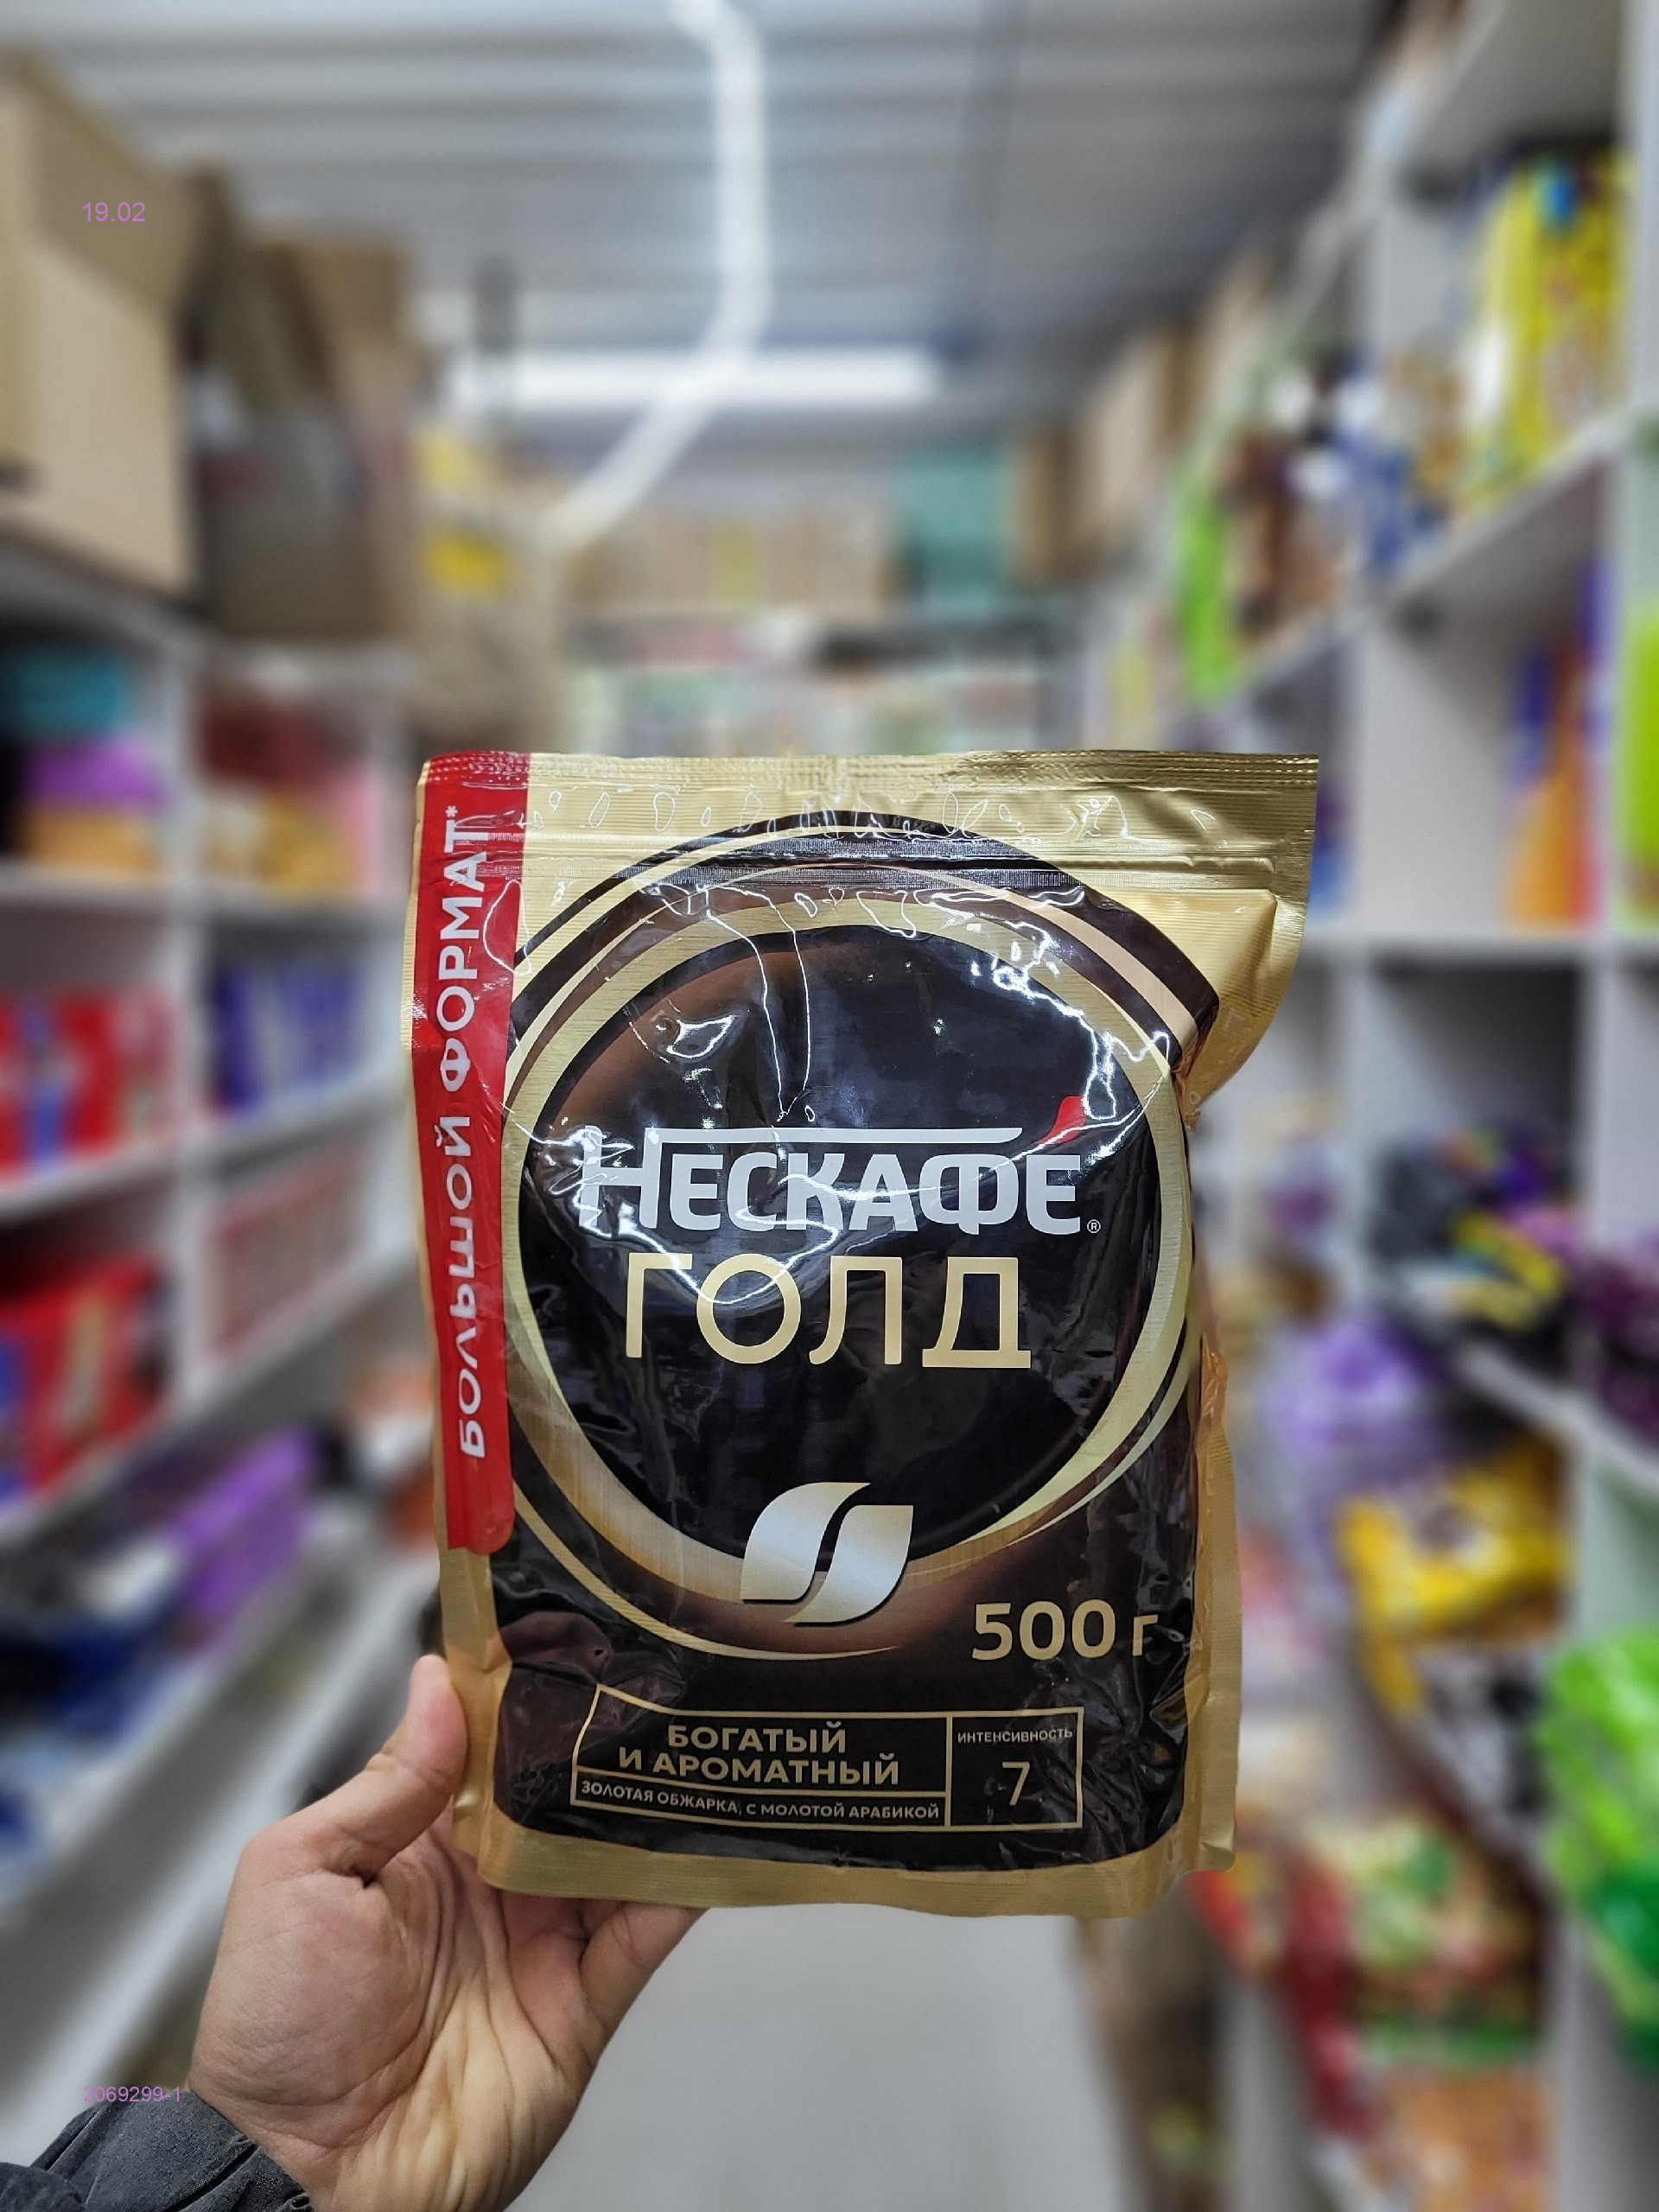 19.02
БОЛЬШОЙ ФОРМАТ*
НЕСКАФЕ®
ГОЛД
500 г
БОГАТЫЙ
И АРОМАТНЫЙ
ЗОЛОТАЯ ОБЖАРКА, С МОЛОТОЙ АРАБИКОЙ
ИНТЕНСИВНОСТЬ
7
2069299-1